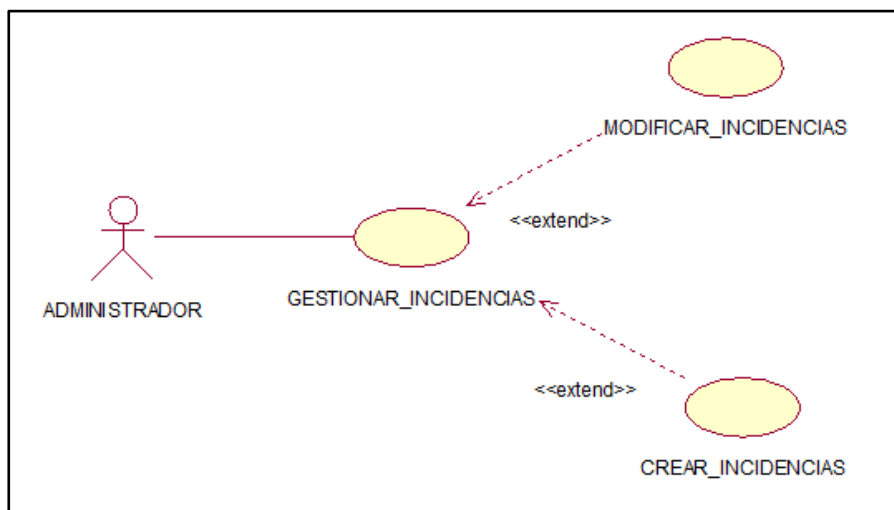 MODIFICAR_INCIDENCIAS
<<extend>>
GESTIONAR_INCIDENCIAS
ADMINISTRADOR
<<extend>>
CREAR_INCIDENCIAS